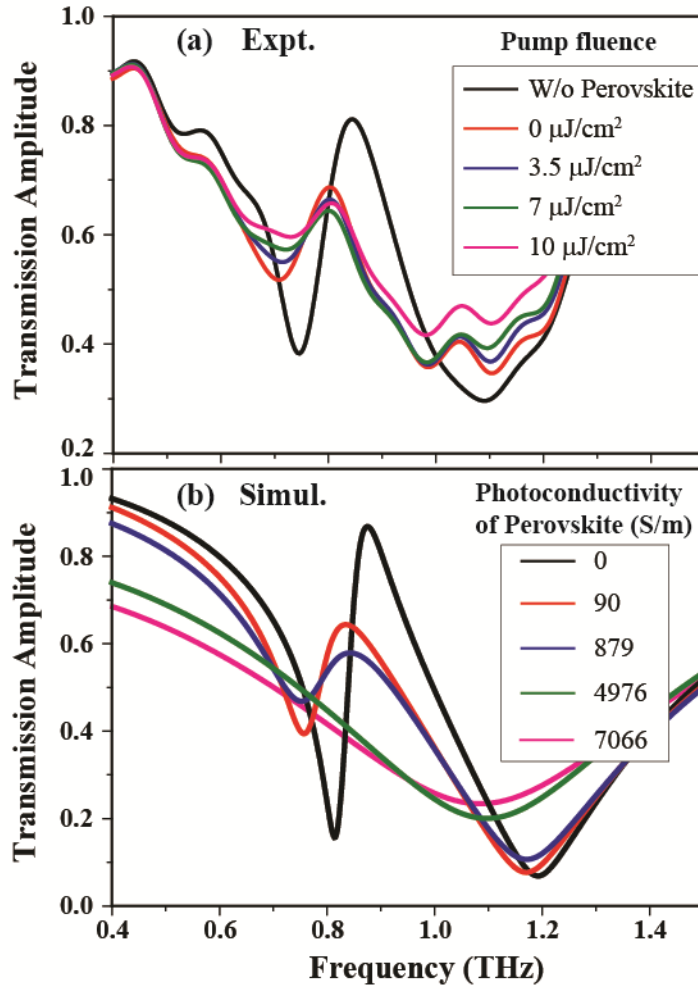 (a) Expt.
Pump fluence
W/o Perovskite
0 μJ/cm²
3.5 μJ/cm²
7 μJ/cm²
10 μJ/cm²
Transmission Amplitude
1.0
0.8
0.6
0.4
0.2
(b) Simul.
Photoconductivity
of Perovskite (S/m)
0
90
879
4976
7066
Transmission Amplitude
1.0
0.8
0.6
0.4
0.2
0.0
0.4 0.6 0.8 1.0 1.2 1.4
Frequency (THz)